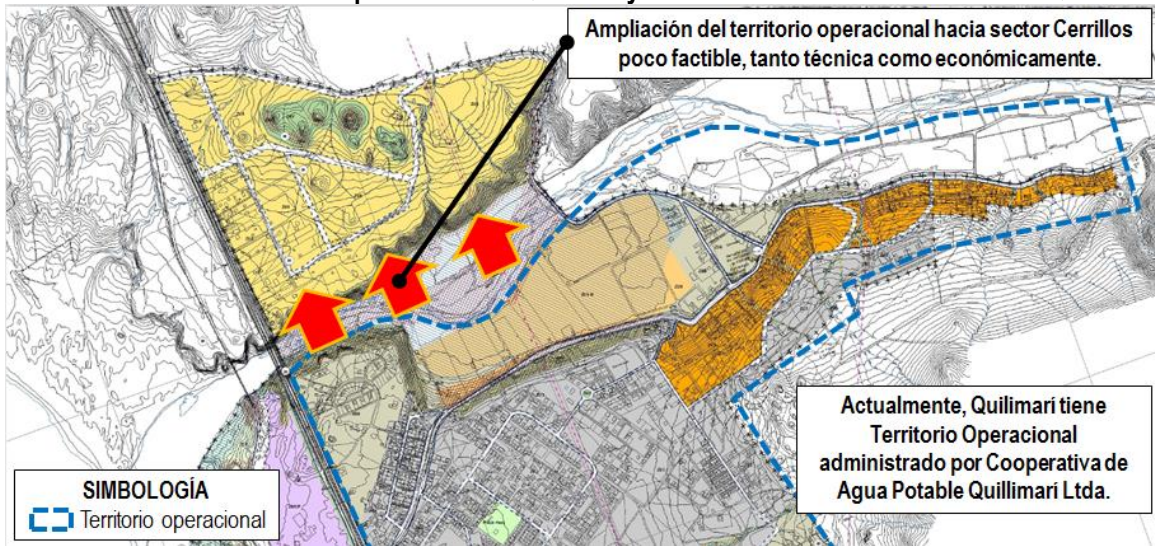 Ampliación del territorio operacional hacia sector Cerrillos
poco factible, tanto técnica como económicamente.
Actualmente, Quilimarí tiene
Territorio Operacional
administrado por Cooperativa de
Agua Potable Quillimarí Ltda.
SIMBOLOGÍA
Territorio operacional